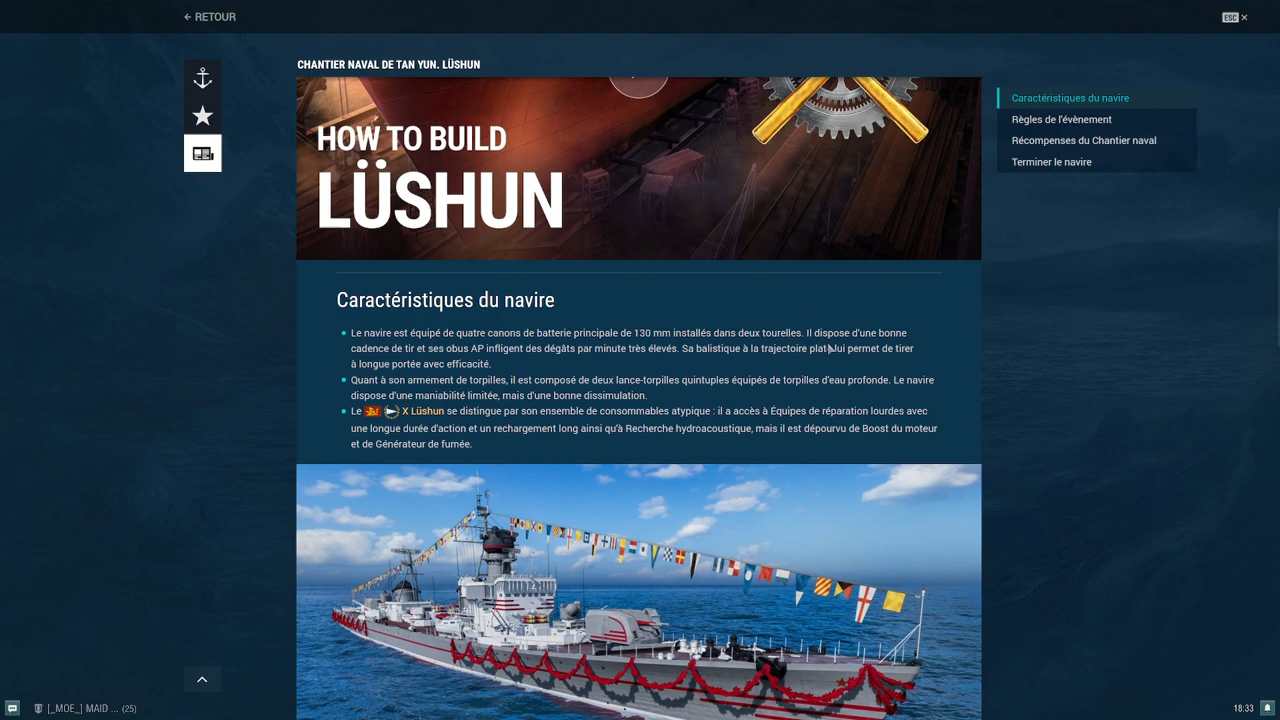 ← RETOUR
ESC ×
CHANTIER NAVAL DE TAN YUN. LÜSHUN
HOW TO BUILD
LÜSHUN
Caractéristiques du navire
Règles de l'évènement
Récompenses du Chantier naval
Terminer le navire
Caractéristiques du navire
Le navire est équipé de quatre canons de batterie principale de 130 mm installés dans deux tourelles. Il dispose d'une bonne
cadence de tir et ses obus AP infligent des dégâts par minute très élevés. Sa balistique à la trajectoire plate lui permet de tirer
à longue portée avec efficacité.
Quant à son armement de torpilles, il est composé de deux lance-torpilles quintuples équipés de torpilles d'eau profonde. Le navire
dispose d'une maniabilité limitée, mais d'une bonne dissimulation.
Le X Lüshun se distingue par son ensemble de consommables atypique : il a accès à Équipes de réparation lourdes avec
une longue durée d'action et un rechargement long ainsi qu'à Recherche hydroacoustique, mais il est dépourvu de Boost du moteur
et de Générateur de fumée.
[_MOE_] MAID ... (25)
18:33